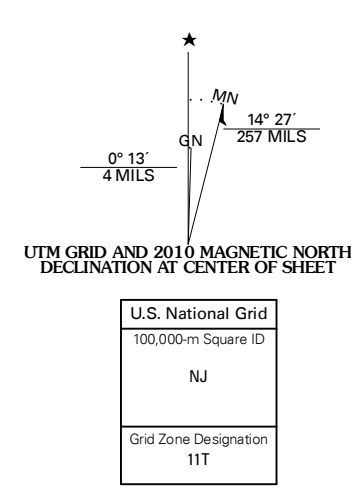 ★
MN
GN
14° 27´
257 MILS
0° 13´
4 MILS
UTM GRID AND 2010 MAGNETIC NORTH
DECLINATION AT CENTER OF SHEET
U.S. National Grid
100,000-m Square ID
NJ
Grid Zone Designation
11T